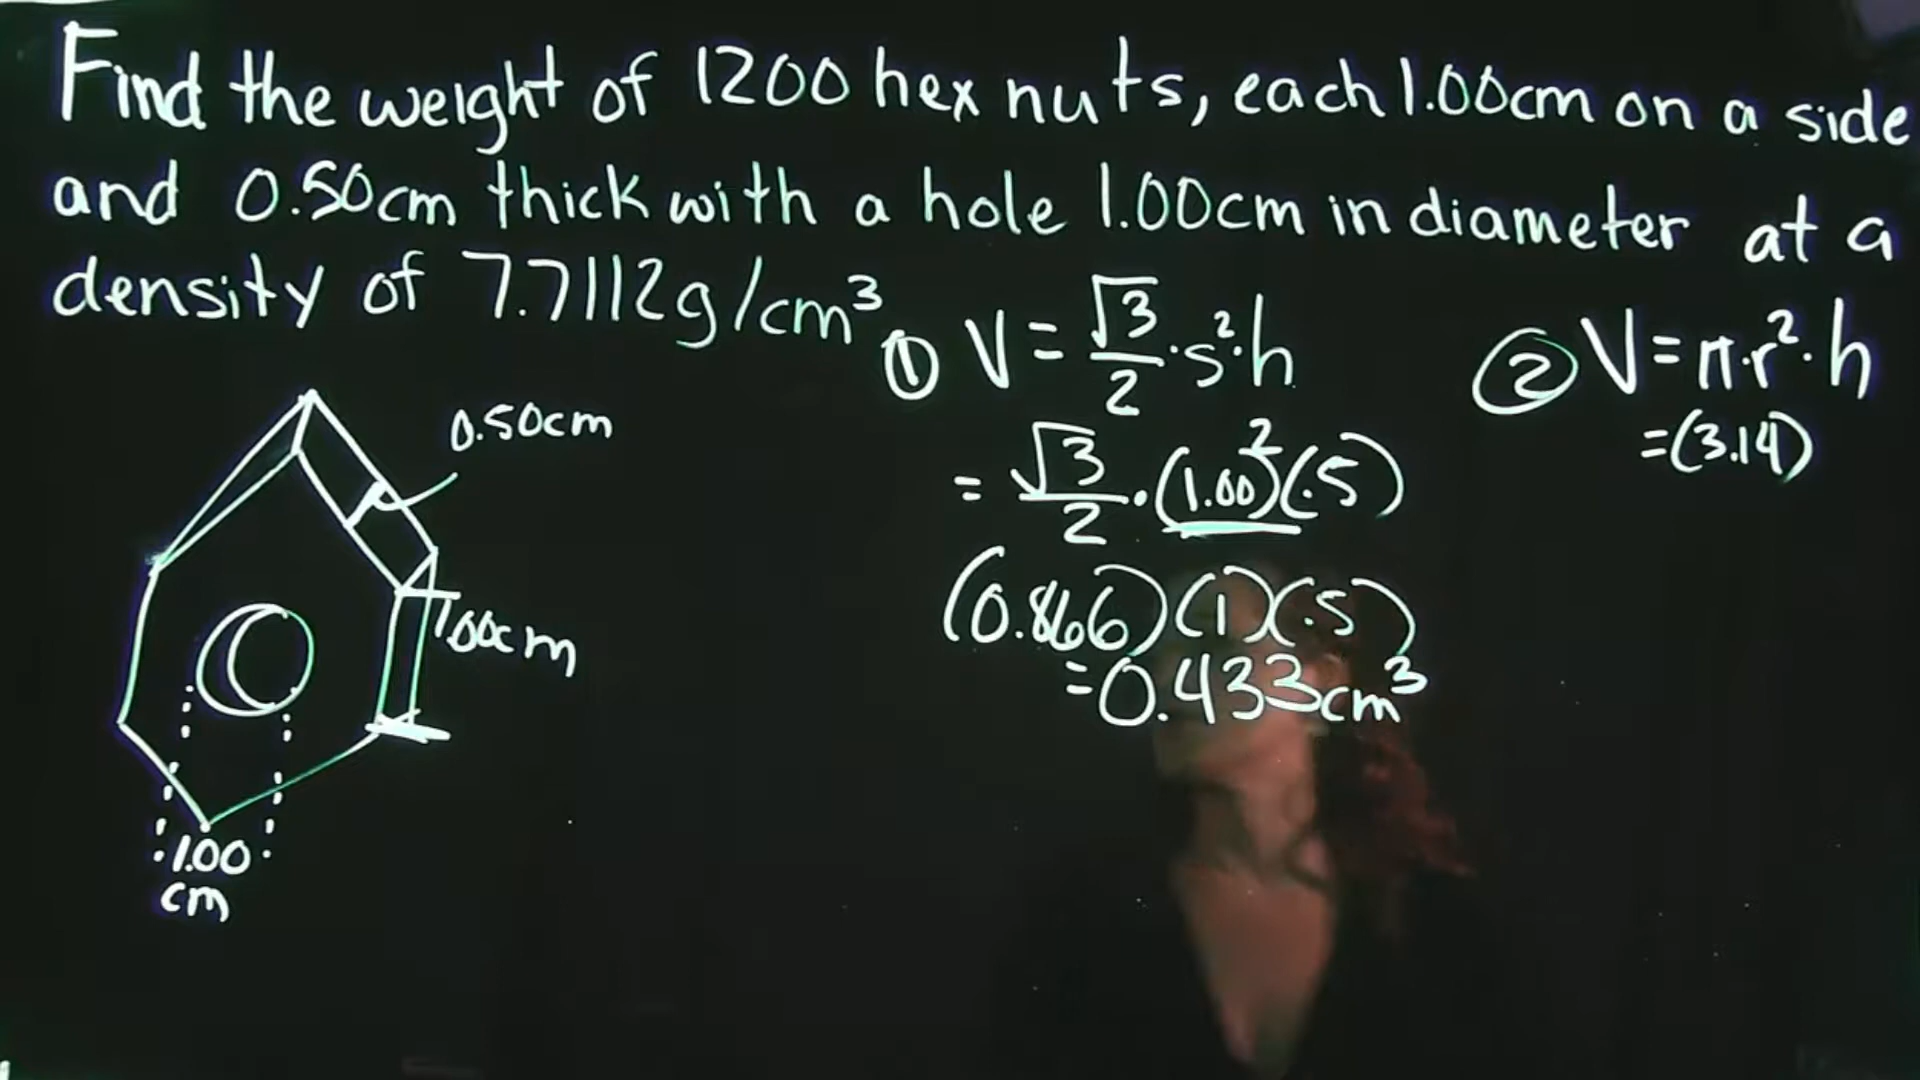 Find the weight of 1200 hex nuts, each 1.00cm on a side
and 0.50cm thick with a hole 1.00cm in diameter at a
density of 7.7112g/cm³
① V = √3/2 · s² · h
= √3/2 · (1.00)²(.5)
(0.866)(1)(.5)
= 0.433cm³
② V = π · r² · h
= (3.14)
0.50cm
1.00cm
1.00
cm